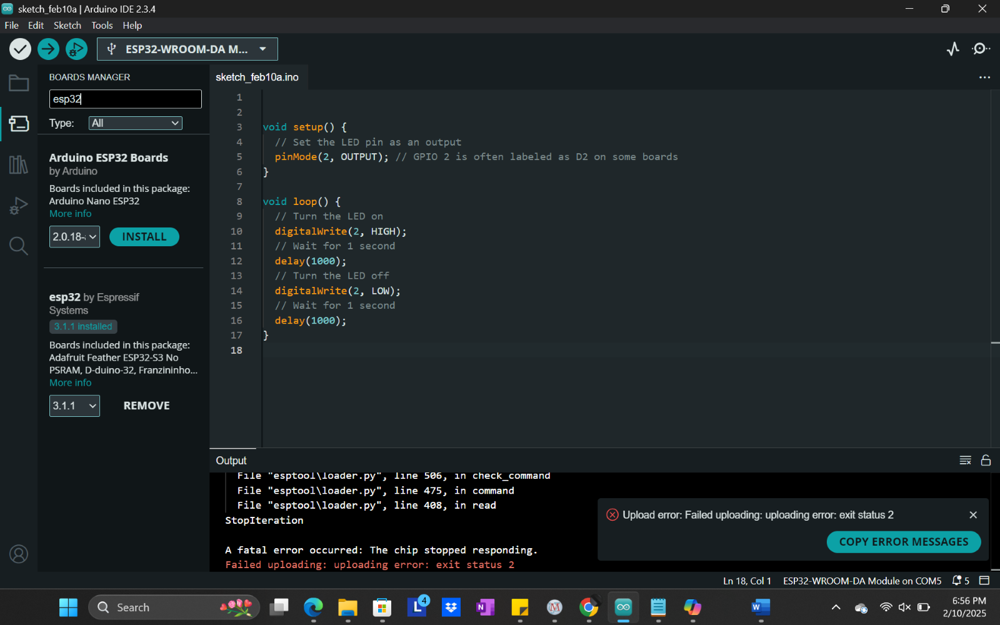 sketch_feb10a | Arduino IDE 2.3.4
File Edit Sketch Tools Help
ESP32-WROOM-DA M...
BOARDS MANAGER
esp32
Type: All
Arduino ESP32 Boards
by Arduino
Boards included in this package:
Arduino Nano ESP32
More info
2.0.18-
INSTALL
esp32 by Espressif
Systems
3.1.1 installed
Boards included in this package:
Adafruit Feather ESP32-S3 No
PSRAM, D-duino-32, Franzininho...
More info
3.1.1
REMOVE
sketch_feb10a.ino
1
2
3 void setup() {
4 // Set the LED pin as an output
5 pinMode(2, OUTPUT); // GPIO 2 is often labeled as D2 on some boards
6 }
7
8 void loop() {
9 // Turn the LED on
10 digitalWrite(2, HIGH);
11 // Wait for 1 second
12 delay(1000);
13 // Turn the LED off
14 digitalWrite(2, LOW);
15 // Wait for 1 second
16 delay(1000);
17 }
18
Output
File "esptool\loader.py", line 506, in check_command
File "esptool\loader.py", line 475, in command
File "esptool\loader.py", line 408, in read
StopIteration
A fatal error occurred: The chip stopped responding.
Failed uploading: uploading error: exit status 2
Upload error: Failed uploading: uploading error: exit status 2
COPY ERROR MESSAGES
Ln 18, Col 1 ESP32-WROOM-DA Module on COM5 5
Search
L
4
N
M
W
6:56 PM
2/10/2025